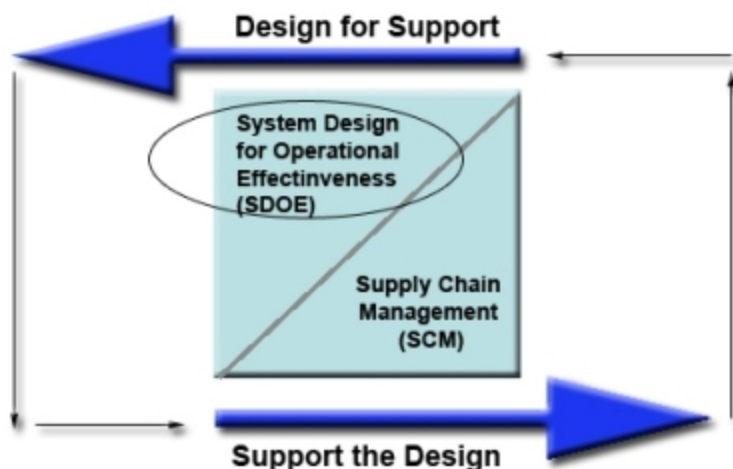 Design for Support
System Design
for Operational
Effectinveness
(SDOE)
Supply Chain
Management
(SCM)
Support the Design